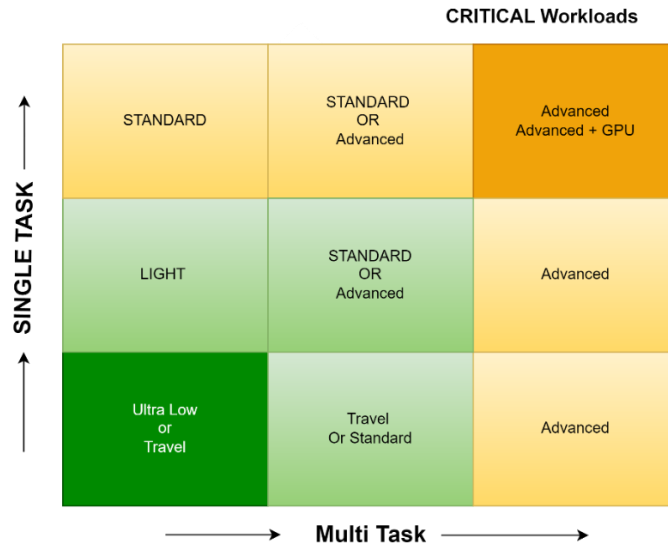 CRITICAL Workloads
STANDARD
STANDARD
OR
Advanced
Advanced
Advanced + GPU
SINGLE TASK
LIGHT
STANDARD
OR
Advanced
Advanced
Ultra Low
or
Travel
Travel
Or Standard
Advanced
Multi Task